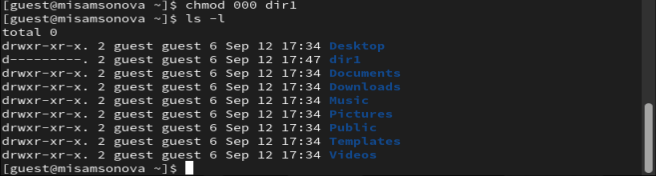 [guest@misamsonova ~]$ chmod 000 dir1
[guest@misamsonova ~]$ ls -l
total 0
drwxr-xr-x. 2 guest guest 6 Sep 12 17:34 Desktop
d---------. 2 guest guest 6 Sep 12 17:47 dir1
drwxr-xr-x. 2 guest guest 6 Sep 12 17:34 Documents
drwxr-xr-x. 2 guest guest 6 Sep 12 17:34 Downloads
drwxr-xr-x. 2 guest guest 6 Sep 12 17:34 Music
drwxr-xr-x. 2 guest guest 6 Sep 12 17:34 Pictures
drwxr-xr-x. 2 guest guest 6 Sep 12 17:34 Public
drwxr-xr-x. 2 guest guest 6 Sep 12 17:34 Templates
drwxr-xr-x. 2 guest guest 6 Sep 12 17:34 Videos
[guest@misamsonova ~]$